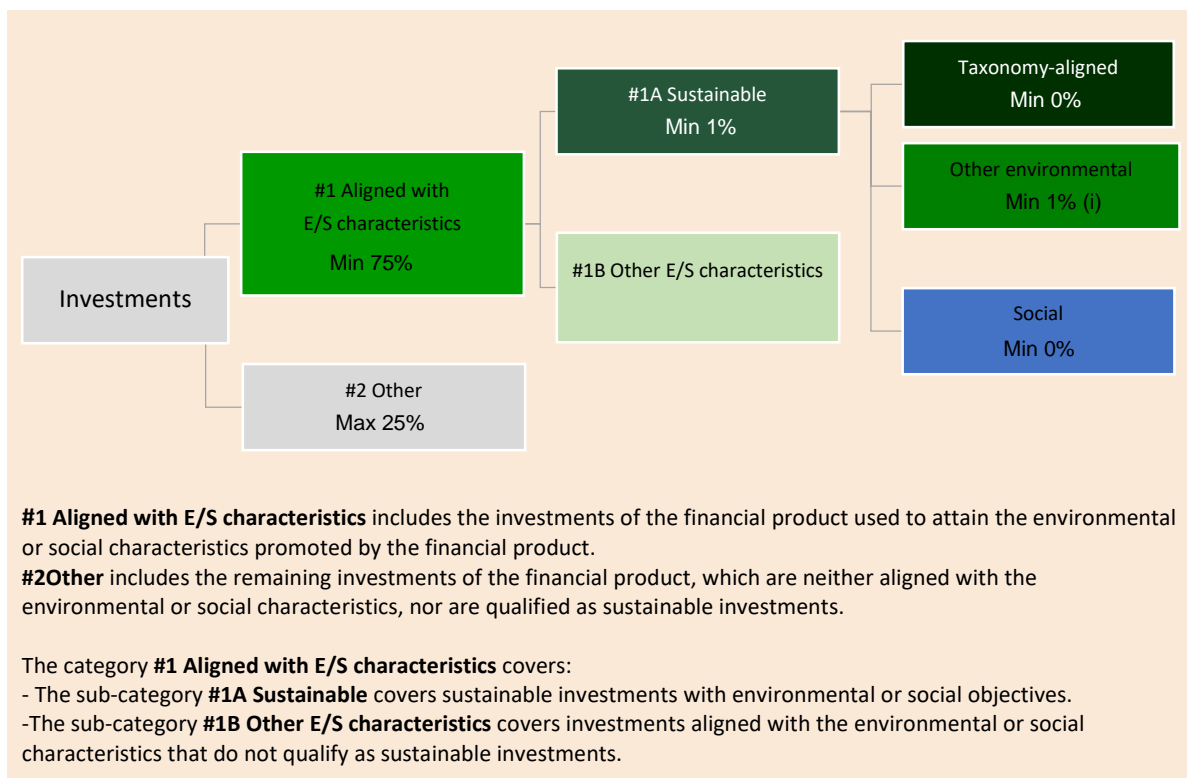 Investments
#1 Aligned with
E/S characteristics
Min 75%
#2 Other
Max 25%
#1A Sustainable
Min 1%
#1B Other E/S characteristics
Taxonomy-aligned
Min 0%
Other environmental
Min 1% (i)
Social
Min 0%
#1 Aligned with E/S characteristics includes the investments of the financial product used to attain the environmental
or social characteristics promoted by the financial product.
#2Other includes the remaining investments of the financial product, which are neither aligned with the
environmental or social characteristics, nor are qualified as sustainable investments.
The category #1 Aligned with E/S characteristics covers:
- The sub-category #1A Sustainable covers sustainable investments with environmental or social objectives.
-The sub-category #1B Other E/S characteristics covers investments aligned with the environmental or social
characteristics that do not qualify as sustainable investments.